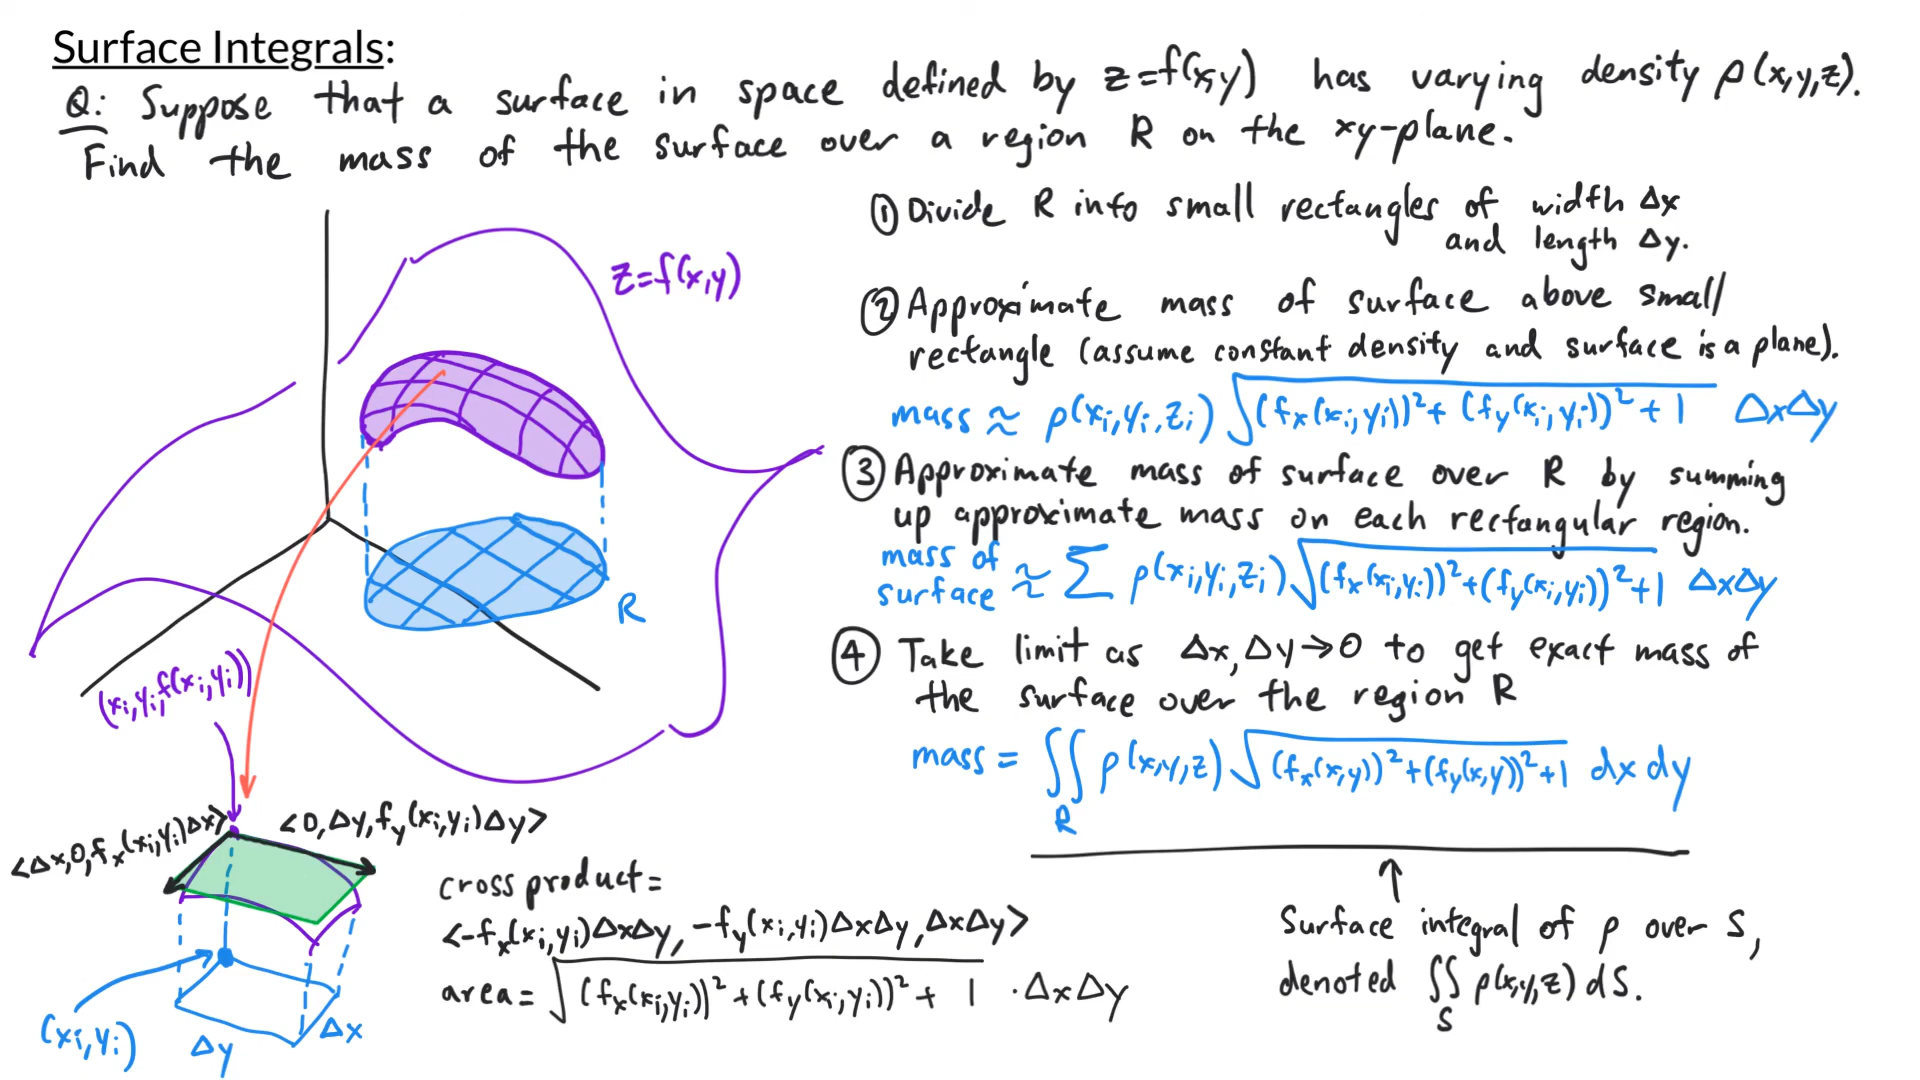 Surface Integrals:
Q: Suppose that a surface in space defined by z=f(x,y) has varying density ρ(x,y,z).
Find the mass of the surface over a region R on the xy-plane.
① Divide R into small rectangles of width Δx
and length Δy.
② Approximate mass of surface above small
rectangle (assume constant density and surface is a plane).
mass ≈ ρ(xᵢ,yᵢ,zᵢ) √((fₓ(xᵢ,yᵢ))²+(f_y(xᵢ,yᵢ))²+1) ΔxΔy
③ Approximate mass of surface over R by summing
up approximate mass on each rectangular region.
mass of surface ≈ ∑ ρ(xᵢ,yᵢ,zᵢ) √((fₓ(xᵢ,yᵢ))²+(f_y(xᵢ,yᵢ))²+1) ΔxΔy
④ Take limit as Δx,Δy→0 to get exact mass of
the surface over the region R
mass = ∬_R ρ(x,y,z) √((fₓ(x,y))²+(f_y(x,y))²+1) dx dy
↑
Surface integral of ρ over S,
denoted ∬_S ρ(x,y,z) dS.
z=f(x,y)
R
(xᵢ,yᵢ,f(xᵢ,yᵢ))
<Δx,0,fₓ(xᵢ,yᵢ)Δx>
<0,Δy,f_y(xᵢ,yᵢ)Δy>
(xᵢ,yᵢ)
Δy
Δx
cross product=
<-fₓ(xᵢ,yᵢ)ΔxΔy, -f_y(xᵢ,yᵢ)ΔxΔy, ΔxΔy>
area= √((fₓ(xᵢ,yᵢ))²+(f_y(xᵢ,yᵢ))²+1) ·ΔxΔy